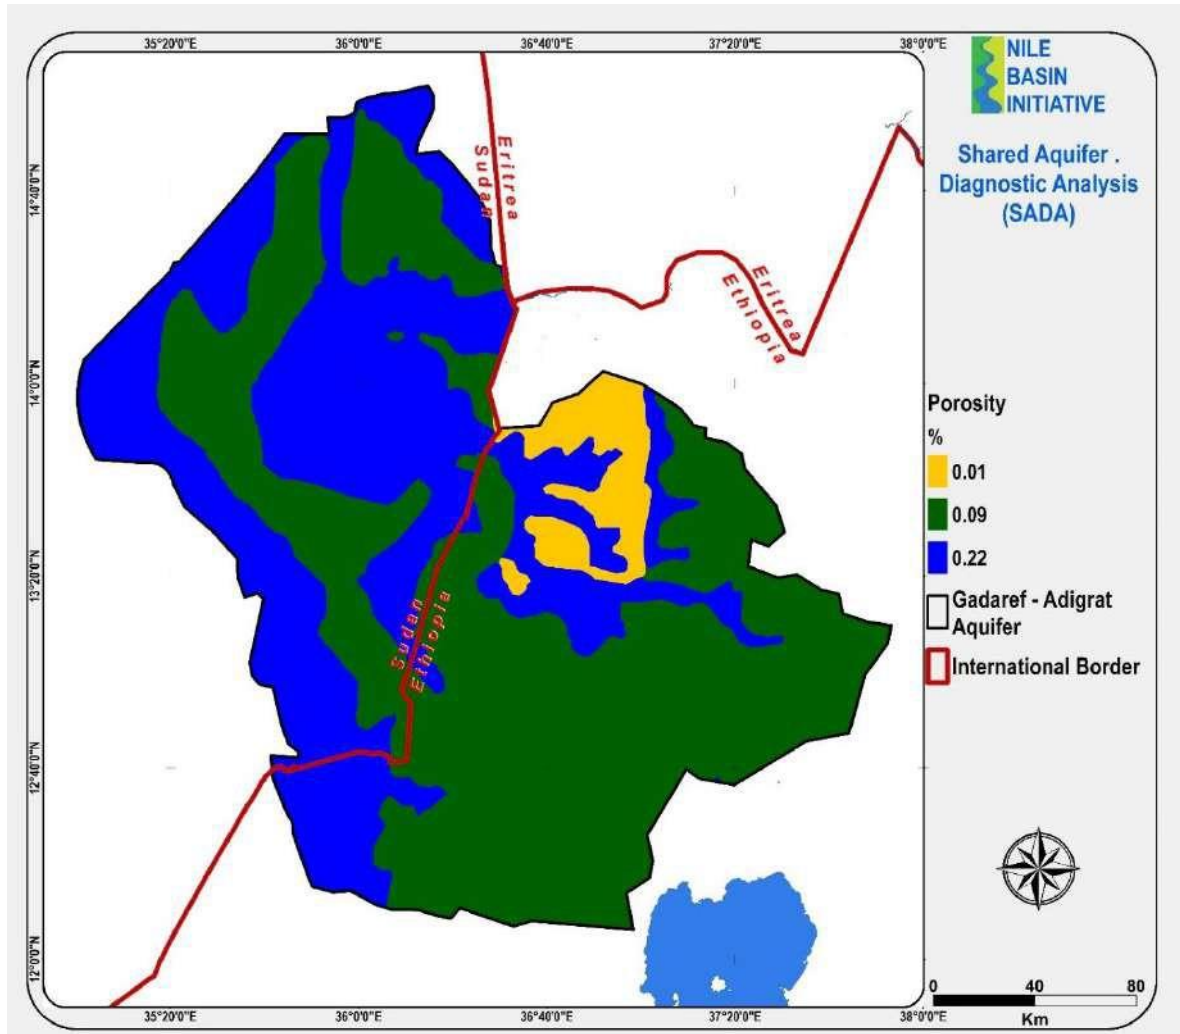 35°20'0"E
36°0'0"E
36°40'0"E
37°20'0"E
38°0'0"E
NILE
BASIN
INITIATIVE
Shared Aquifer .
Diagnostic Analysis
(SADA)
14°40'0"N
14°0'0"N
13°20'0"N
12°40'0"N
12°0'0"N
Eritrea
Sudan
Eritrea
Ethiopia
Sudan
Ethiopia
Porosity
%
0.01
0.09
0.22
Gadaref - Adigrat
Aquifer
International Border
0 40 80
Km
35°20'0"E
36°0'0"E
36°40'0"E
37°20'0"E
38°0'0"E